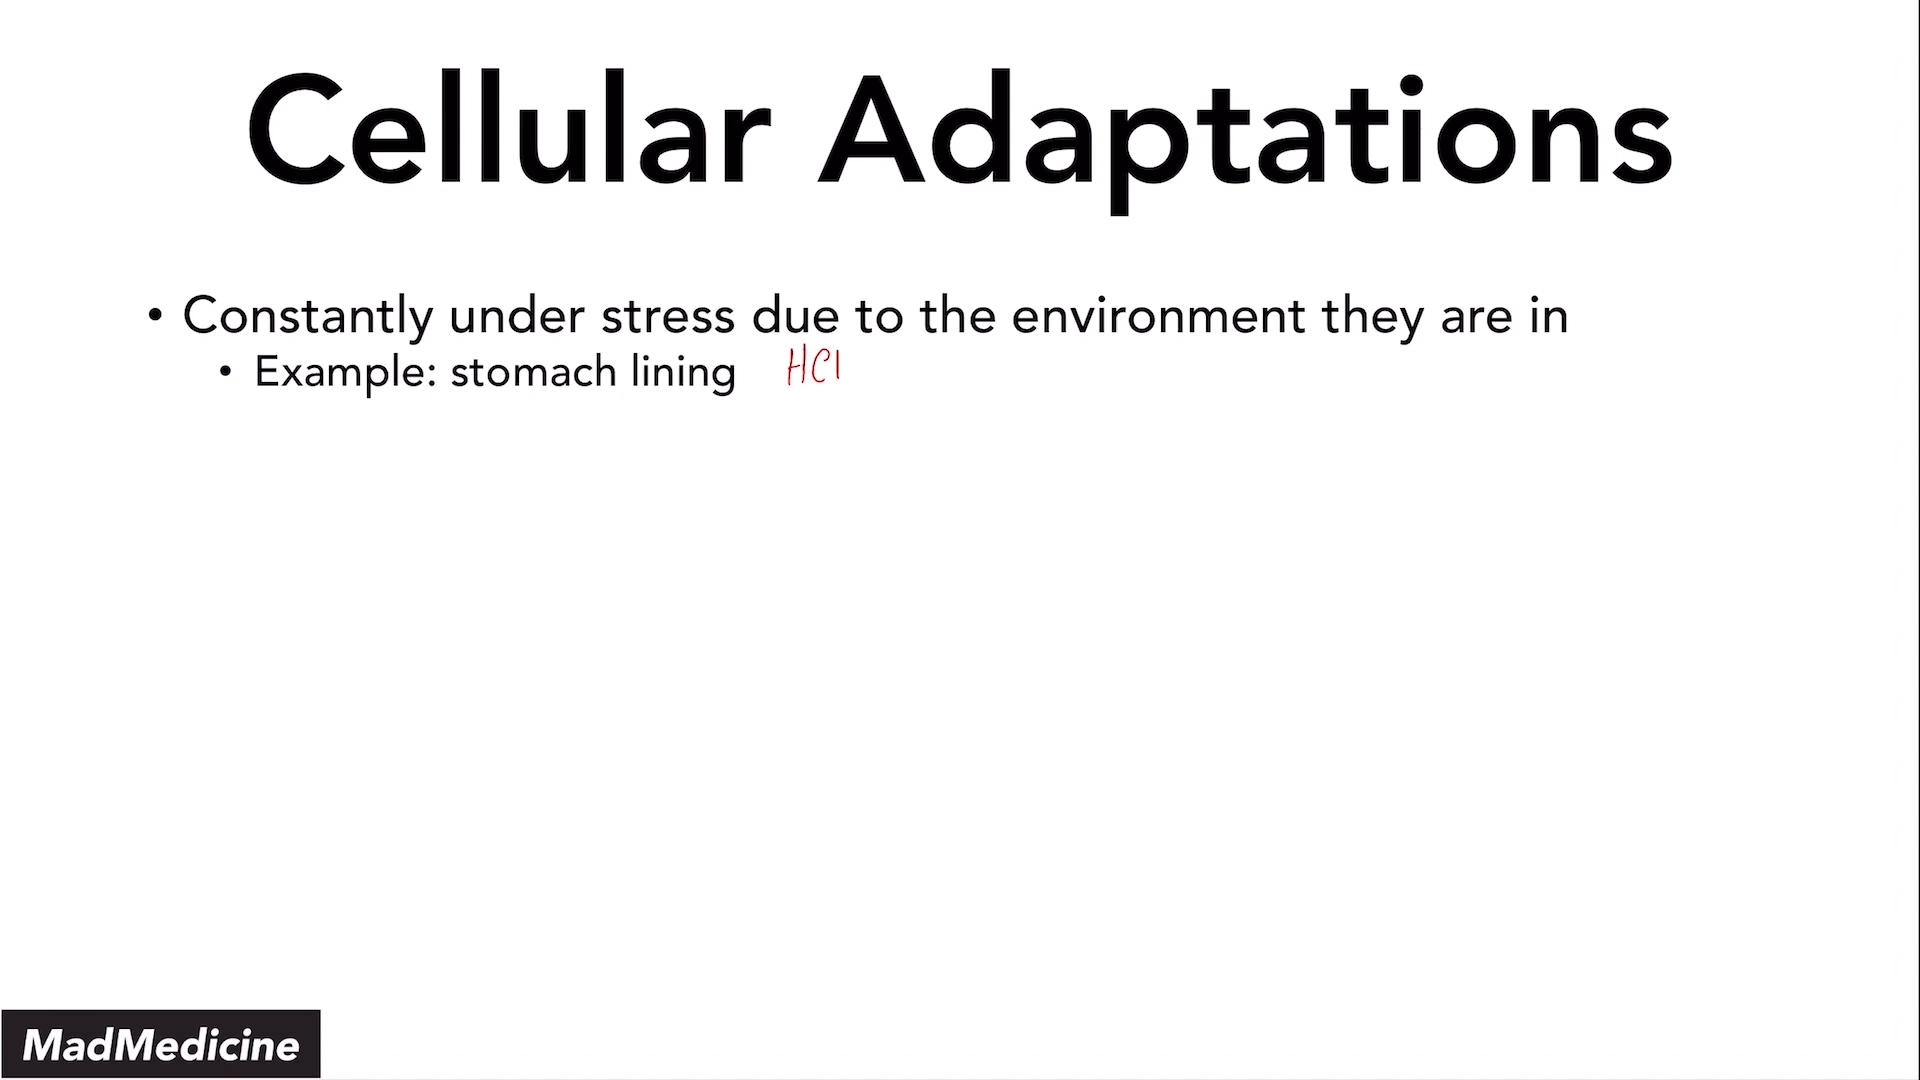 Cellular Adaptations
• Constantly under stress due to the environment they are in
• Example: stomach lining HCl
MadMedicine